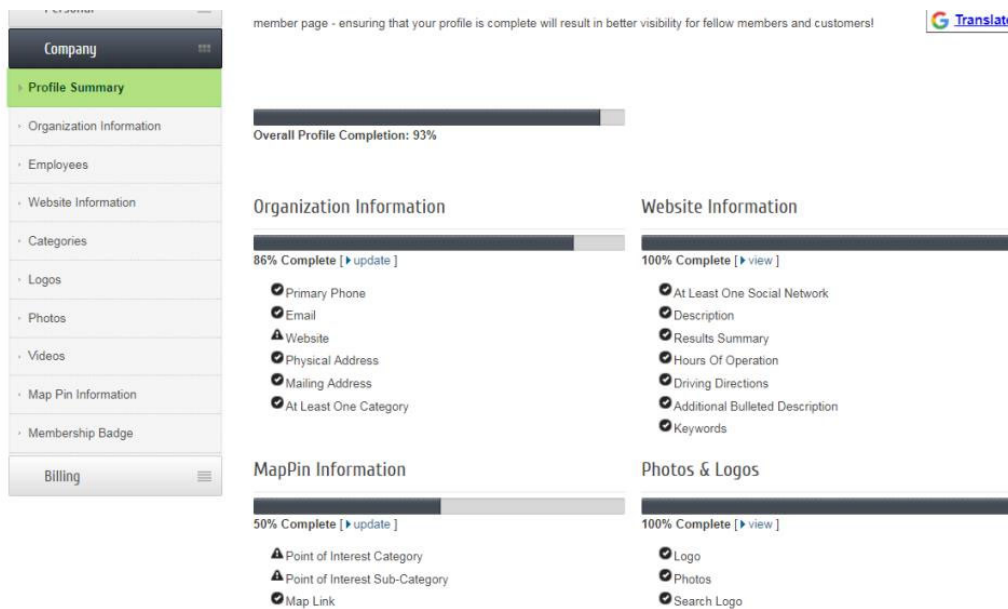 member page - ensuring that your profile is complete will result in better visibility for fellow members and customers!
Translate
Company
Profile Summary
Organization Information
Employees
Website Information
Categories
Logos
Photos
Videos
Map Pin Information
Membership Badge
Billing
Overall Profile Completion: 93%
Organization Information
86% Complete [ update ]
Primary Phone
Email
Website
Physical Address
Mailing Address
At Least One Category
Website Information
100% Complete [ view ]
At Least One Social Network
Description
Results Summary
Hours Of Operation
Driving Directions
Additional Bulleted Description
Keywords
MapPin Information
50% Complete [ update ]
Point of Interest Category
Point of Interest Sub-Category
Map Link
Photos & Logos
100% Complete [ view ]
Logo
Photos
Search Logo